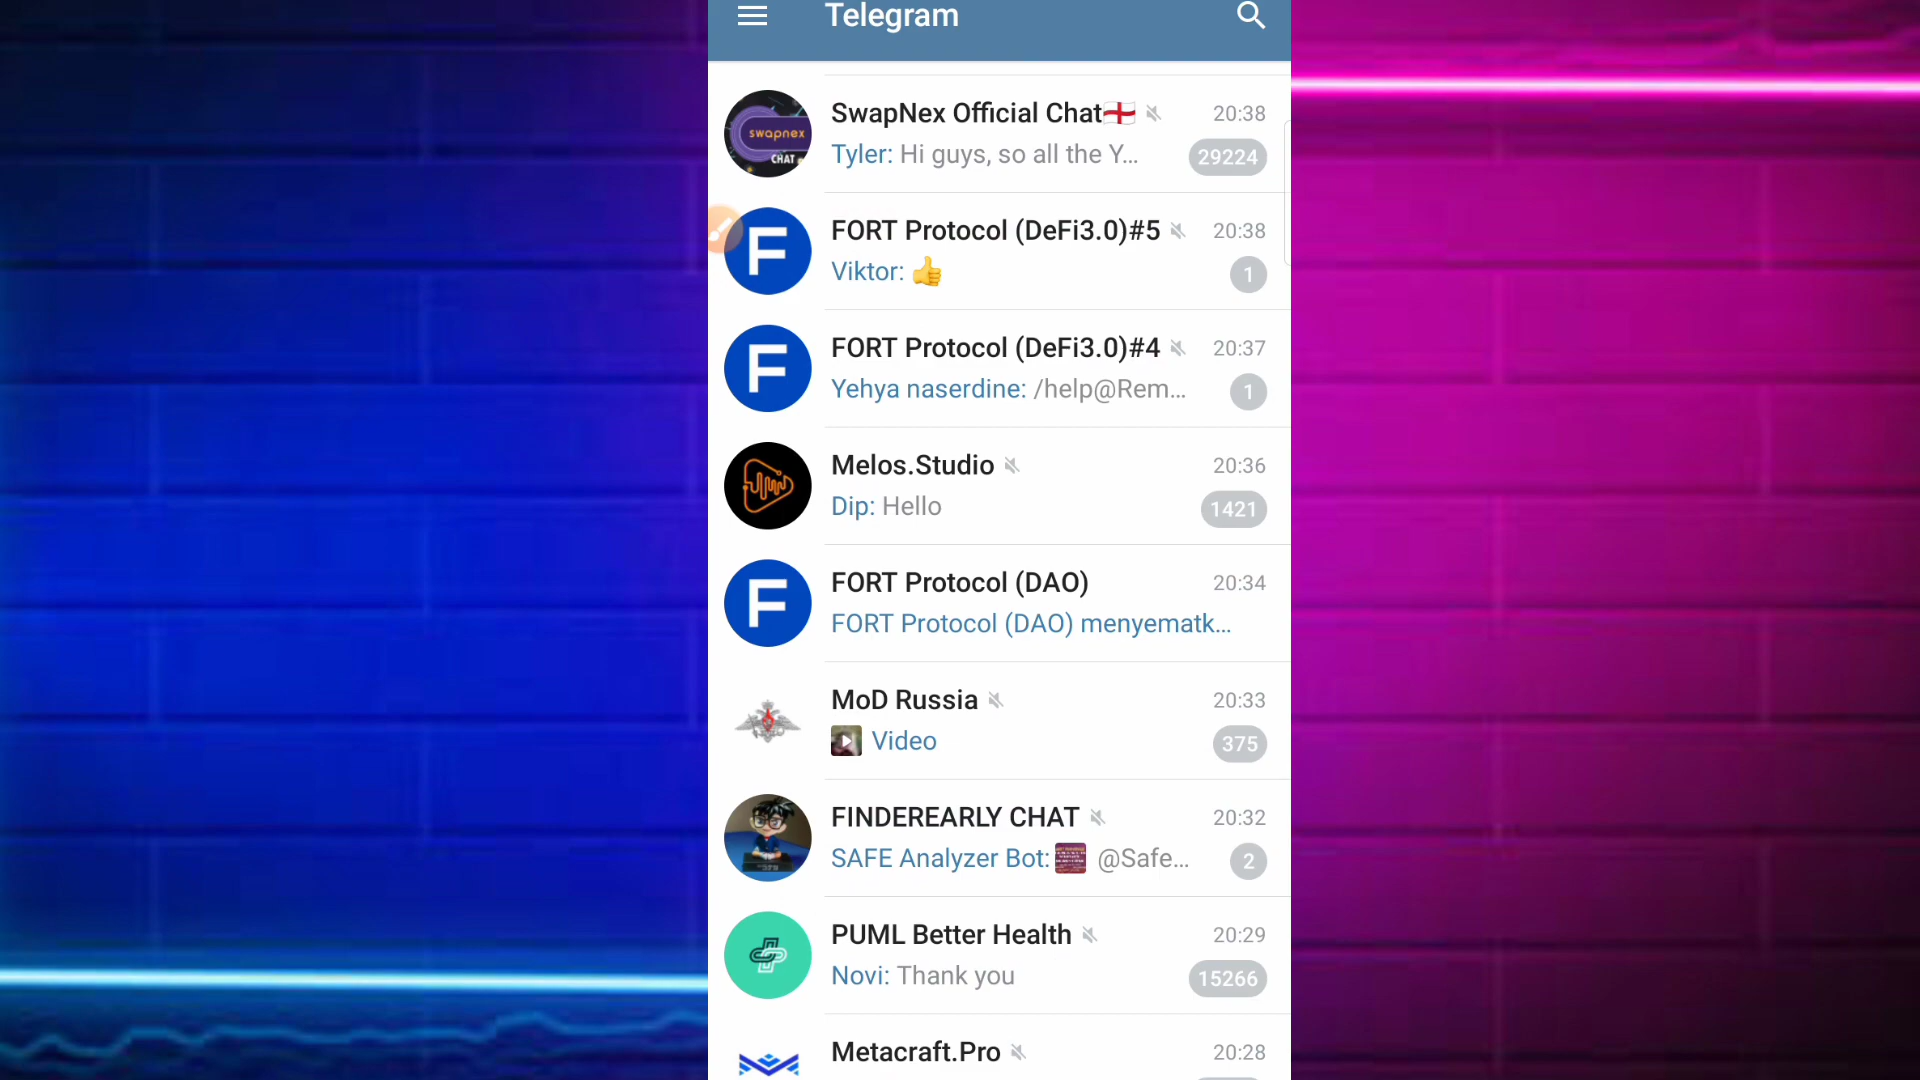 Telegram
SwapNex Official Chat🏴󠁧󠁢󠁥󠁮󠁧󠁿 20:38
swapnex
CHAT
Tyler: Hi guys, so all the Y... 29224
FORT Protocol (DeFi3.0)#5 20:38
F
Viktor: 👍 1
FORT Protocol (DeFi3.0)#4 20:37
F
Yehya naserdine: /help@Rem... 1
Melos.Studio 20:36
Dip: Hello 1421
FORT Protocol (DAO) 20:34
F
FORT Protocol (DAO) menyematk...
MoD Russia 20:33
Video 375
FINDEREARLY CHAT 20:32
SAFE Analyzer Bot: @Safe... 2
PUML Better Health 20:29
Novi: Thank you 15266
Metacraft.Pro 20:28